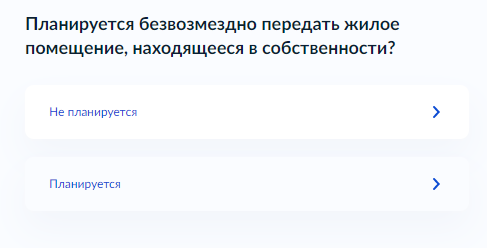 Планируется безвозмездно передать жилое
помещение, находящееся в собственности?
Не планируется
Планируется